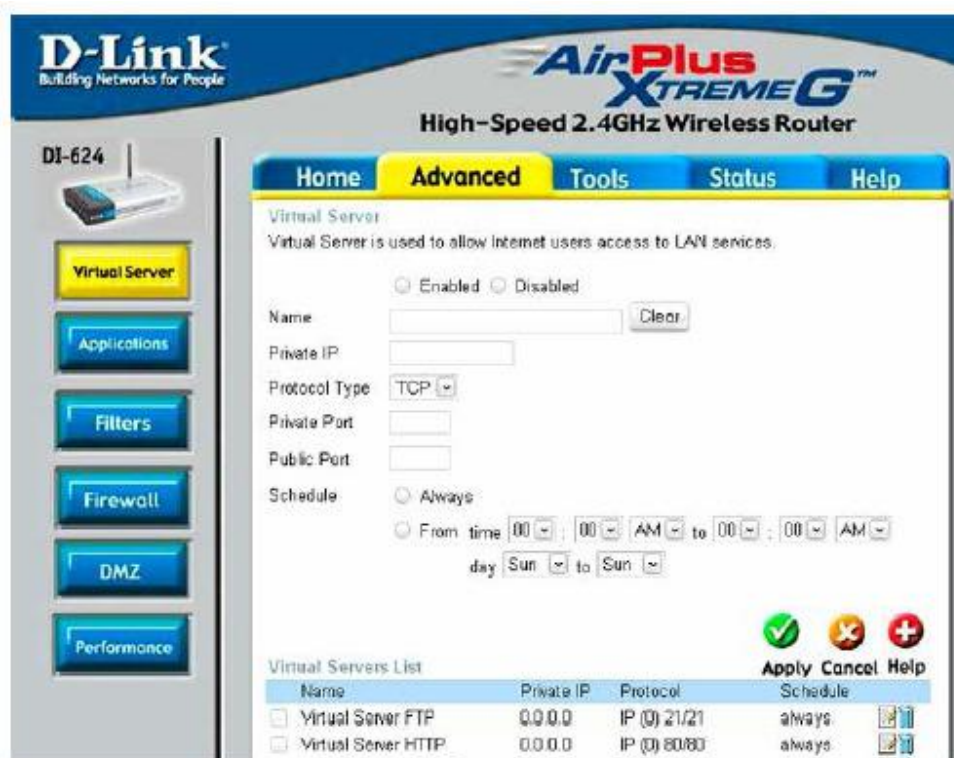 D-Link
Building Networks for People
AirPlus
XTREME G™
High-Speed 2.4GHz Wireless Router
DI-624
Home Advanced Tools Status Help
Virtual Server
Virtual Server is used to allow Internet users access to LAN services.
Virtual Server
Enabled Disabled
Name Clear
Applications
Private IP
Protocol Type TCP
Filters
Private Port
Public Port
Firewall
Schedule Always
From time 00 : 00 AM to 00 : 00 AM
day Sun to Sun
DMZ
Performance
Apply Cancel Help
Virtual Servers List
Name Private IP Protocol Schedule
Virtual Server FTP 0.0.0.0 IP (0) 21/21 always
Virtual Server HTTP 0.0.0.0 IP (0) 80/80 always